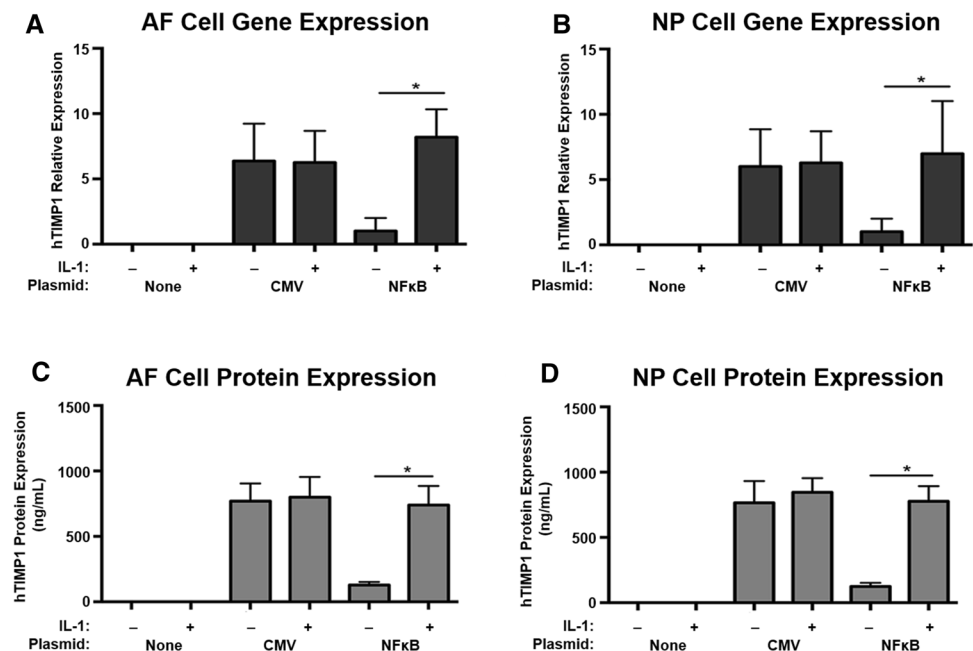 A
AF Cell Gene Expression
hTIMP1 Relative Expression
15
10
5
0
*
IL-1: – + – + – +
Plasmid: None CMV NFκB
B
NP Cell Gene Expression
hTIMP1 Relative Expression
15
10
5
0
*
IL-1: – + – + – +
Plasmid: None CMV NFκB
C
AF Cell Protein Expression
hTIMP1 Protein Expression
(ng/mL)
1500
1000
500
0
*
IL-1: – + – + – +
Plasmid: None CMV NFκB
D
NP Cell Protein Expression
hTIMP1 Protein Expression
(ng/mL)
1500
1000
500
0
*
IL-1: – + – + – +
Plasmid: None CMV NFκB